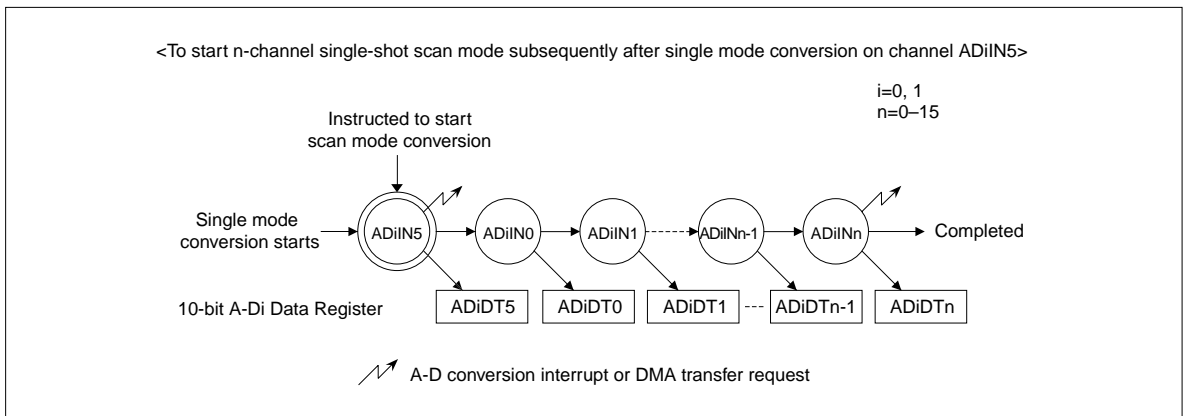 <To start n-channel single-shot scan mode subsequently after single mode conversion on channel ADiIN5>
i=0, 1
n=0–15
Instructed to start
scan mode conversion
Single mode
conversion starts
ADiIN5
ADiIN0
ADiIN1
ADiINn-1
ADiINn
Completed
10-bit A-Di Data Register
ADiDT5
ADiDT0
ADiDT1
ADiDTn-1
ADiDTn
A-D conversion interrupt or DMA transfer request